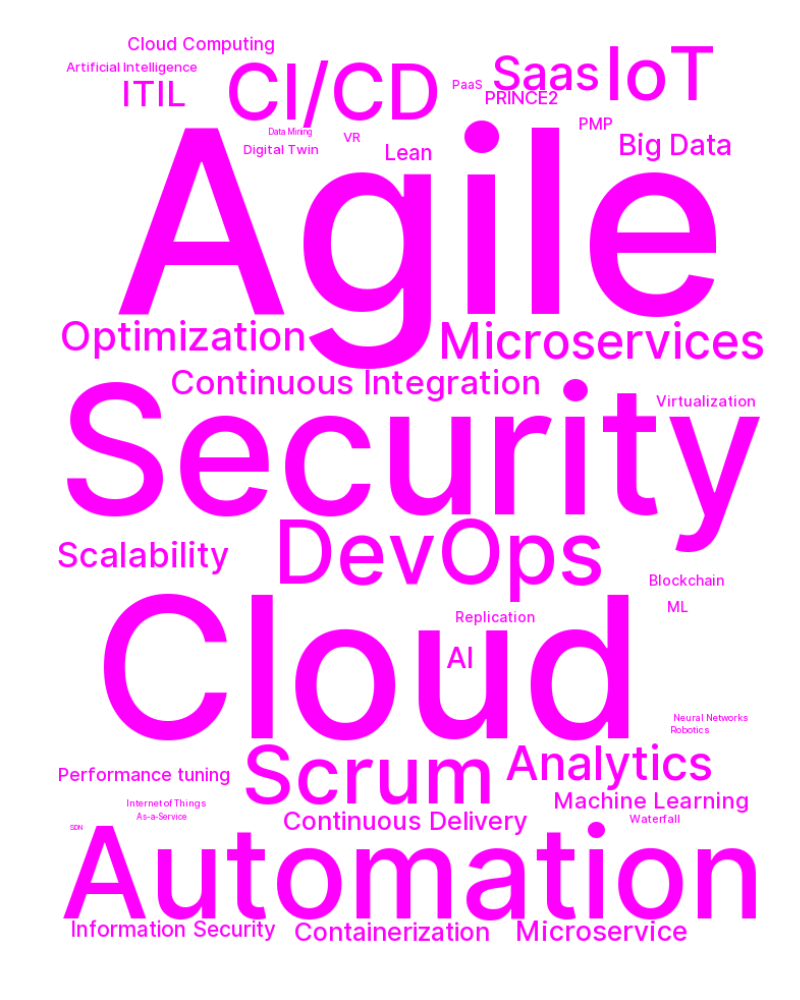 Cloud Computing
Artificial Intelligence
ITIL
CI/CD
PaaS
Saas
PRINCE2
IoT
Data Mining
VR
Digital Twin
Lean
PMP
Big Data
Agile
Optimization
Microservices
Continuous Integration
Virtualization
Security
DevOps
Scalability
Blockchain
ML
Replication
Cloud
AI
Neural Networks
Robotics
Scrum
Analytics
Performance tuning
Machine Learning
Internet of Things
As-a-Service
Continuous Delivery
Waterfall
SDN
Automation
Information Security
Containerization
Microservice